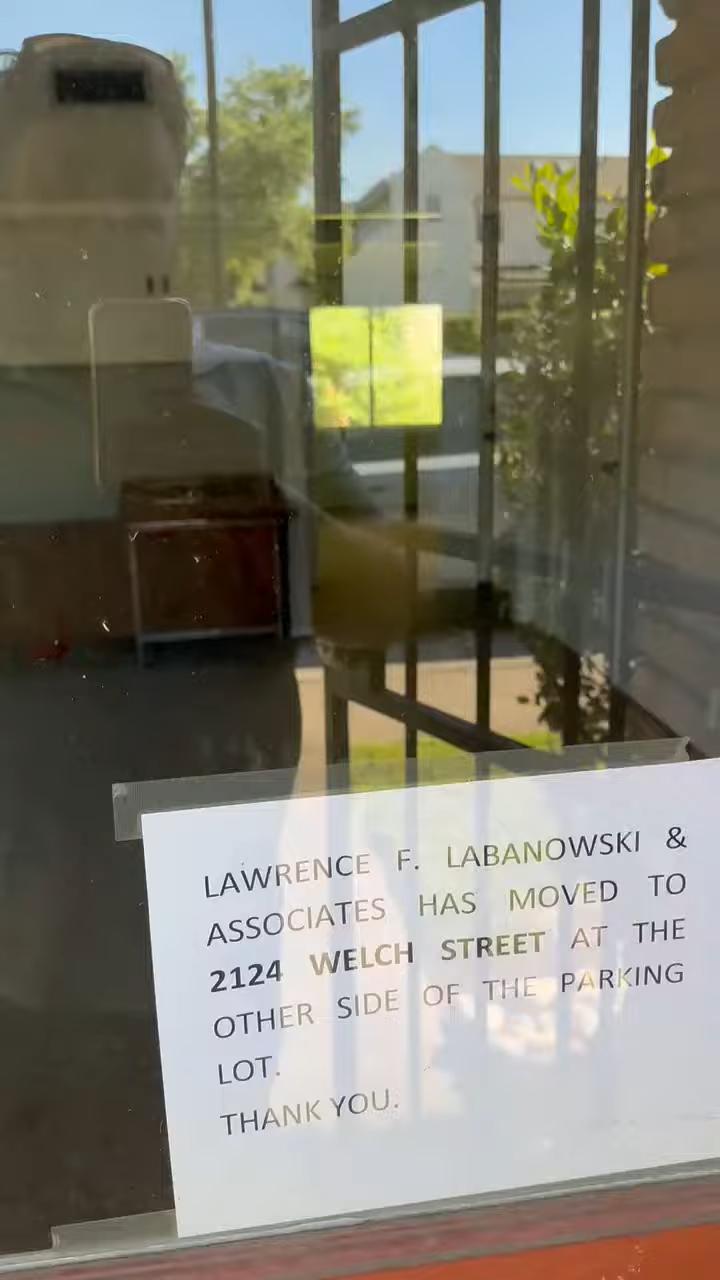 LAWRENCE F. LABANOWSKI &
ASSOCIATES HAS MOVED TO
2124 WELCH STREET AT THE
OTHER SIDE OF THE PARKING
LOT.
THANK YOU.